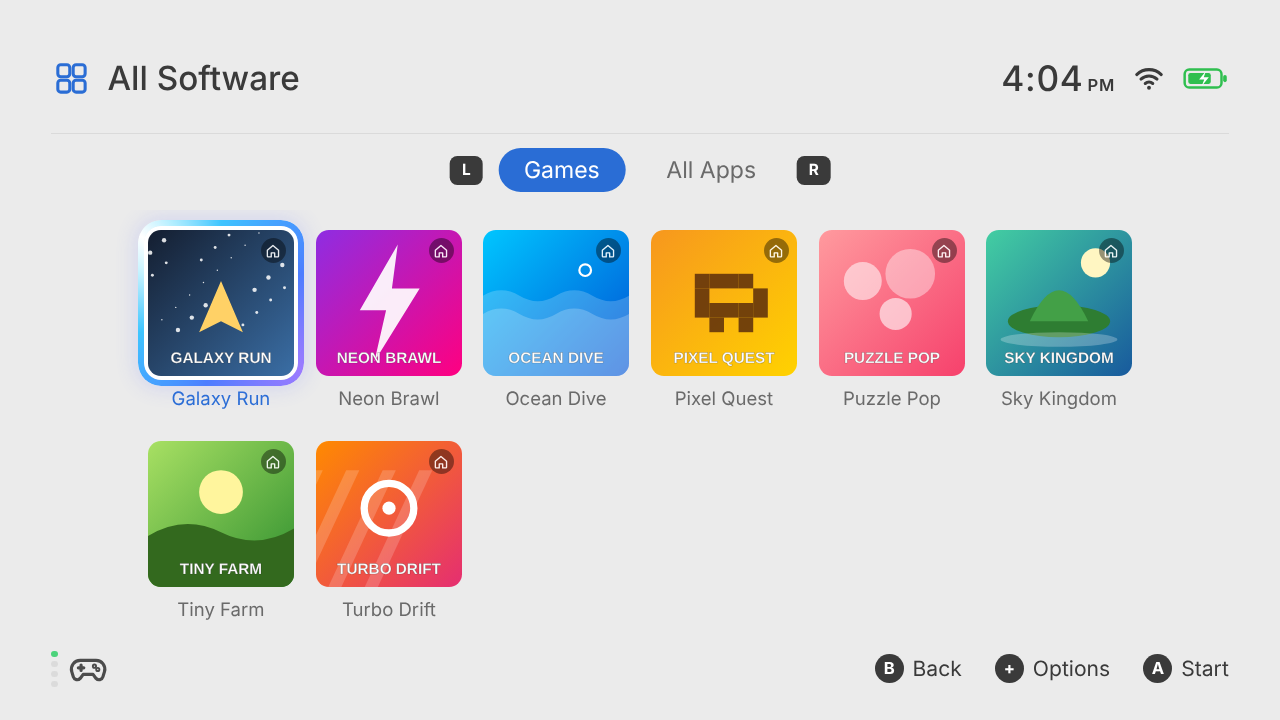 All Software
4:04 PM
L Games All Apps R
GALAXY RUN
NEON BRAWL
OCEAN DIVE
PIXEL QUEST
PUZZLE POP
SKY KINGDOM
Galaxy Run
Neon Brawl
Ocean Dive
Pixel Quest
Puzzle Pop
Sky Kingdom
TINY FARM
TURBO DRIFT
Tiny Farm
Turbo Drift
B Back + Options A Start